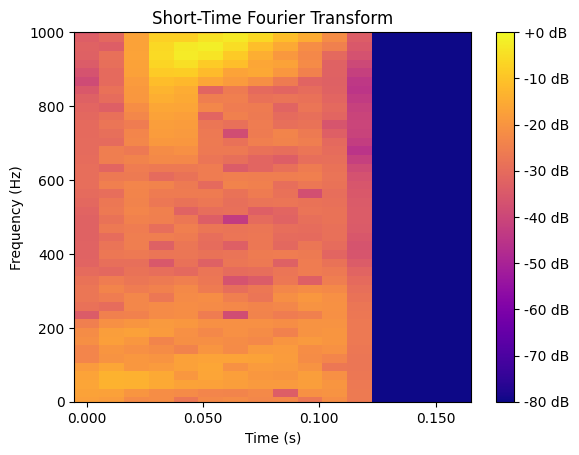 Short-Time Fourier Transform
1000
800
600
400
200
0
Frequency (Hz)
0.000
0.050
0.100
0.150
Time (s)
+0 dB
-10 dB
-20 dB
-30 dB
-40 dB
-50 dB
-60 dB
-70 dB
-80 dB